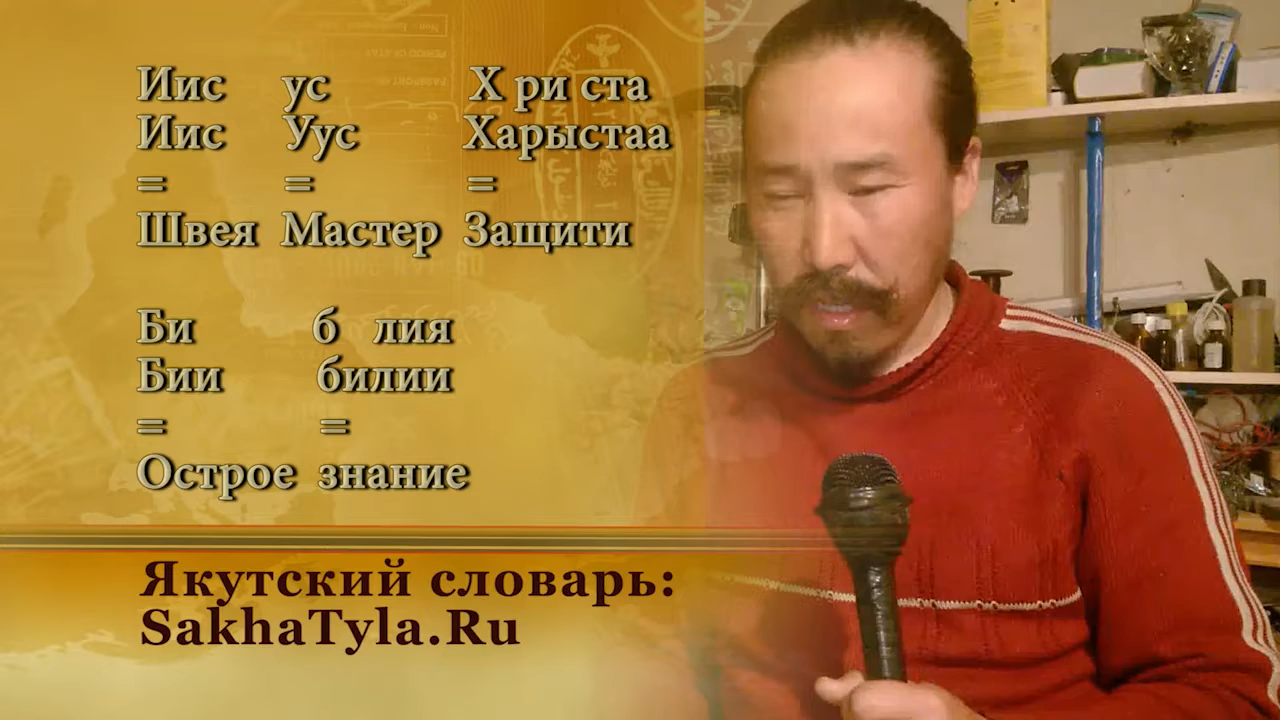 Иис ус Х ри ста
Иис Уус Харыстаа
= = =
Швея Мастер Защити
Би б лия
Бии билии
= =
Острое знание
Якутский словарь:
SakhaTyla.Ru